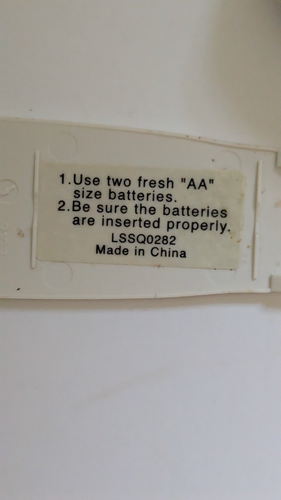 1.Use two fresh "AA"
size batteries.
2.Be sure the batteries
are inserted properly.
LSSQ0282
Made in China